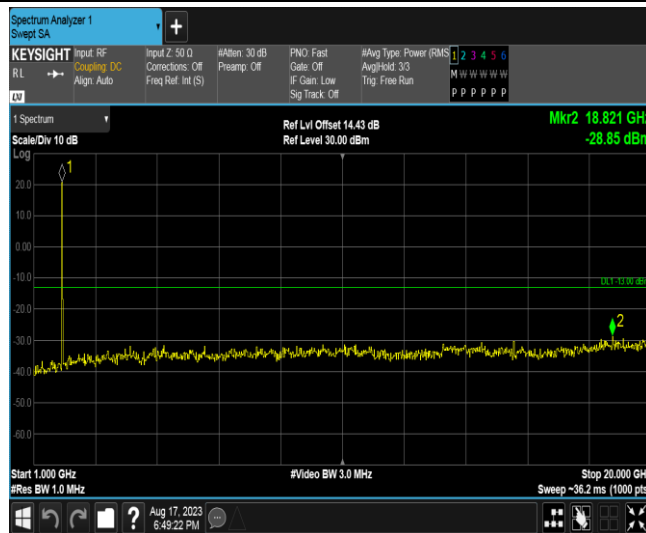 Spectrum Analyzer 1
Swept SA
KEYSIGHT
RL
LXI
Input: RF
Coupling: DC
Align: Auto
Input Z: 50 Ω
Corrections: Off
Freq Ref: Int (S)
#Atten: 30 dB
Preamp: Off
PNO: Fast
Gate: Off
IF Gain: Low
Sig Track: Off
#Avg Type: Power (RMS
Avg|Hold: 3/3
Trig: Free Run
1 2 3 4 5 6
M W W W W W
P P P P P P
1 Spectrum
Scale/Div 10 dB
Log
Ref Lvl Offset 14.43 dB
Ref Level 30.00 dBm
Mkr2 18.821 GHz
-28.85 dBm
1
20.0
10.0
0.00
-10.0
DL1 -13.00 dBm
-20.0
2
-30.0
-40.0
-50.0
-60.0
Start 1.000 GHz
#Res BW 1.0 MHz
#Video BW 3.0 MHz
Stop 20.000 GHz
Sweep ~36.2 ms (1000 pts)
Aug 17, 2023
6:49:22 PM